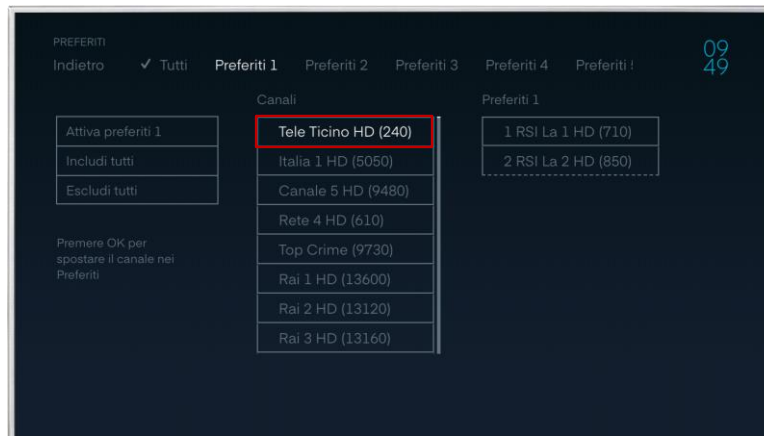 PREFERITI
Indietro ✓ Tutti Preferiti 1 Preferiti 2 Preferiti 3 Preferiti 4 Preferiti
09
49
Canali
Preferiti 1
Attiva preferiti 1
Includi tutti
Escludi tutti
Premere OK per
spostare il canale nei
Preferiti
Tele Ticino HD (240)
Italia 1 HD (5050)
Canale 5 HD (9480)
Rete 4 HD (610)
Top Crime (9730)
Rai 1 HD (13600)
Rai 2 HD (13120)
Rai 3 HD (13160)
1 RSI La 1 HD (710)
2 RSI La 2 HD (850)